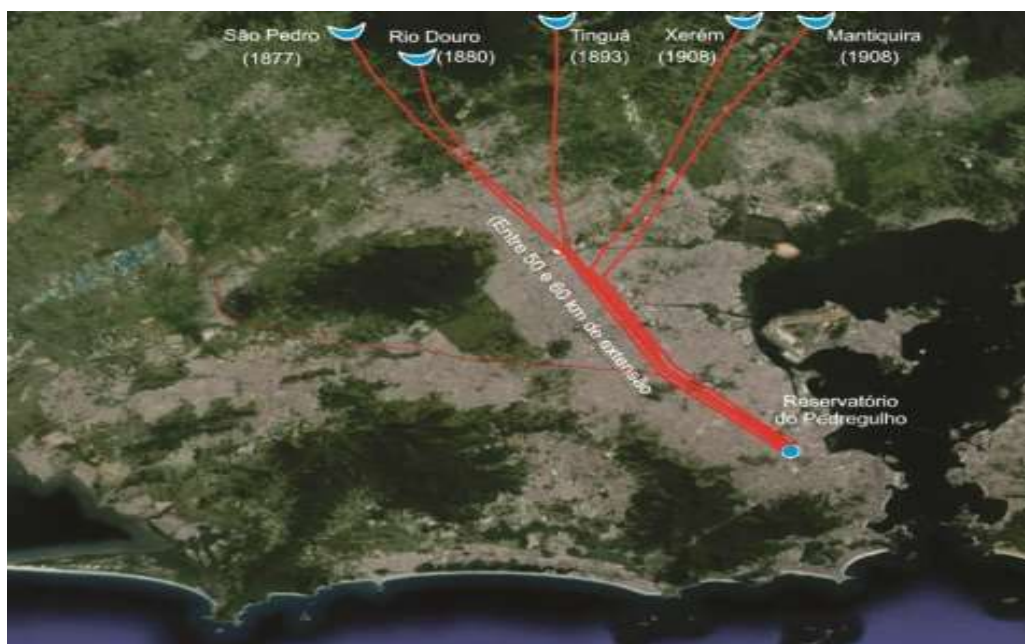 São Pedro
(1877)
Rio Douro
(1880)
Tinguá
(1893)
Xerém
(1908)
Mantiquira
(1908)
(Entre 50 e 60 km de extensão
Reservatório
do Pedregulho